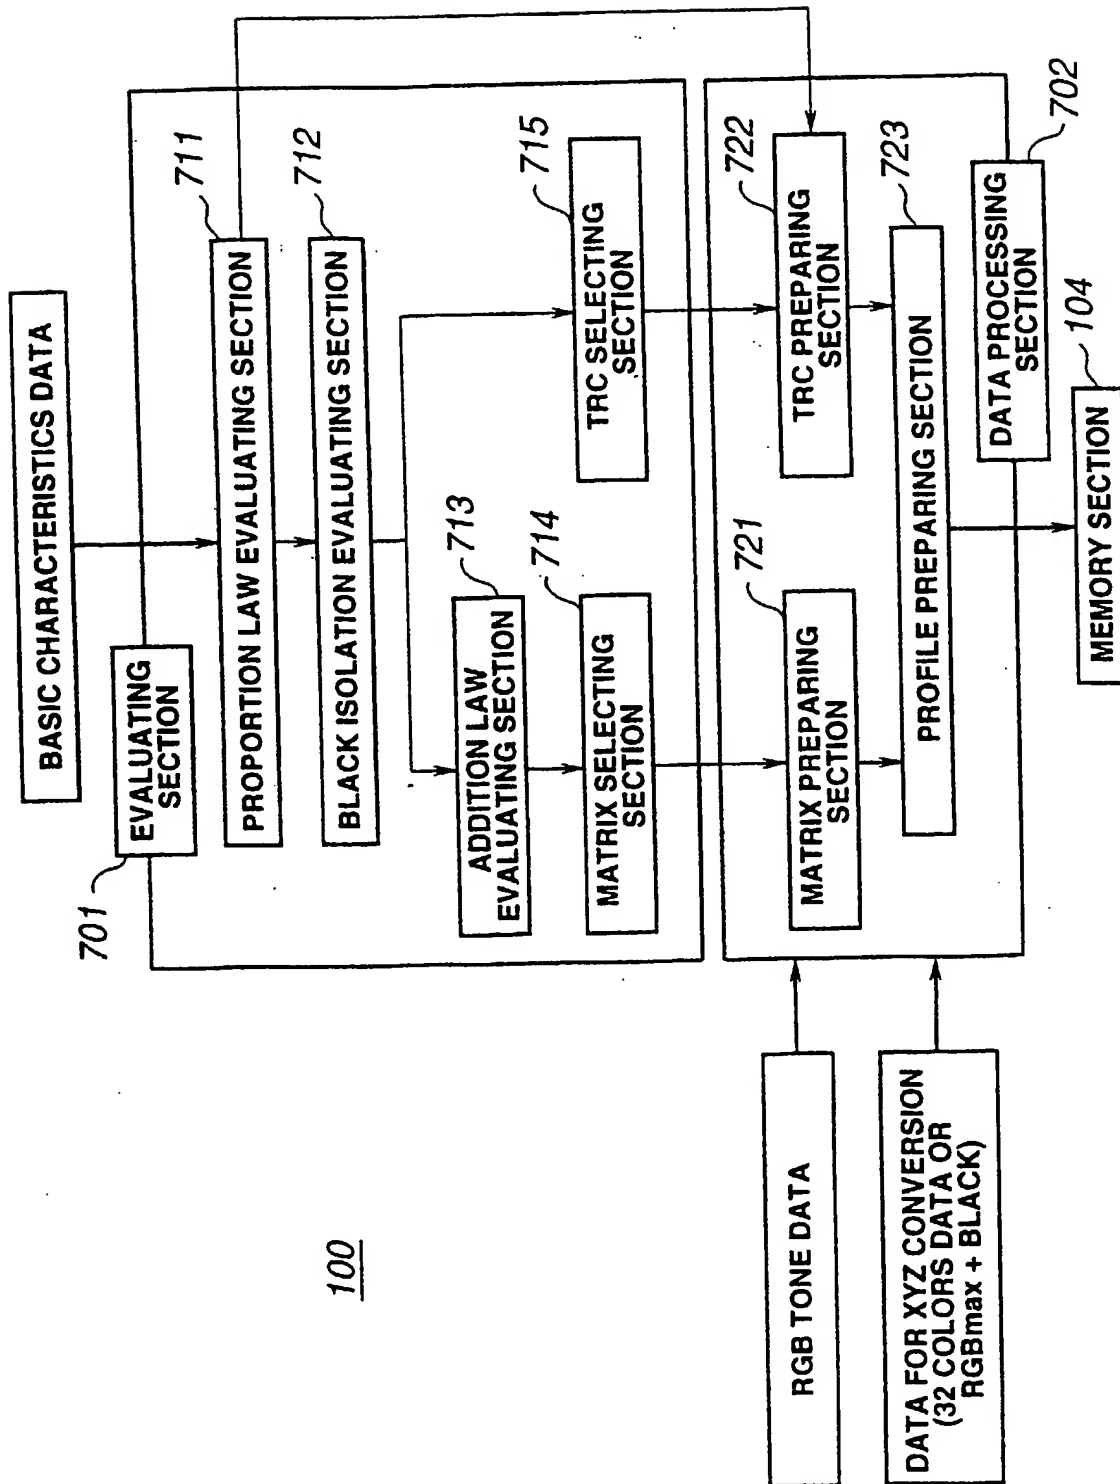 BASIC CHARACTERISTICS DATA
701
EVALUATING
SECTION
711
PROPORTION LAW EVALUATING SECTION
712
BLACK ISOLATION EVALUATING SECTION
713
ADDITION LAW
EVALUATING SECTION
714
MATRIX SELECTING
SECTION
715
TRC SELECTING
SECTION
721
MATRIX PREPARING
SECTION
722
TRC PREPARING
SECTION
723
PROFILE PREPARING SECTION
702
DATA PROCESSING
SECTION
104
MEMORY SECTION
RGB TONE DATA
DATA FOR XYZ CONVERSION
(32 COLORS DATA OR
RGBmax + BLACK)
100